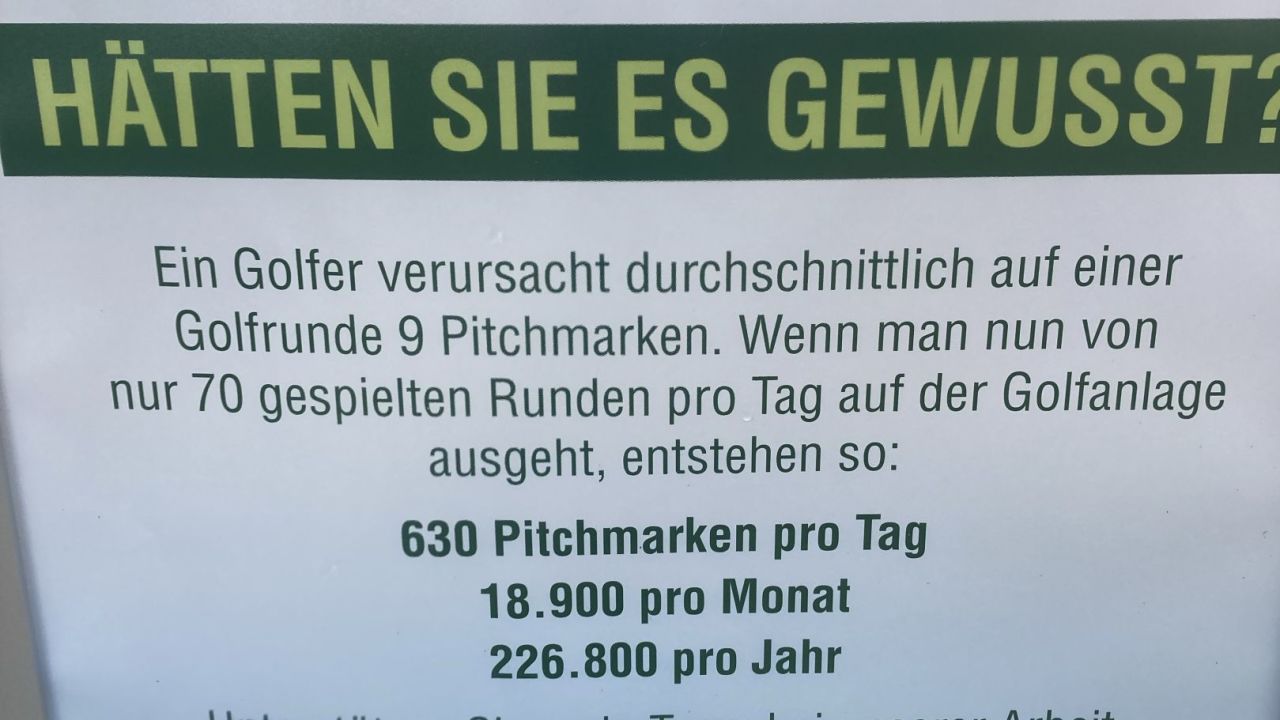 HÄTTEN SIE ES GEWUSST?
Ein Golfer verursacht durchschnittlich auf einer
Golfrunde 9 Pitchmarken. Wenn man nun von
nur 70 gespielten Runden pro Tag auf der Golfanlage
ausgeht, entstehen so:
630 Pitchmarken pro Tag
18.900 pro Monat
226.800 pro Jahr